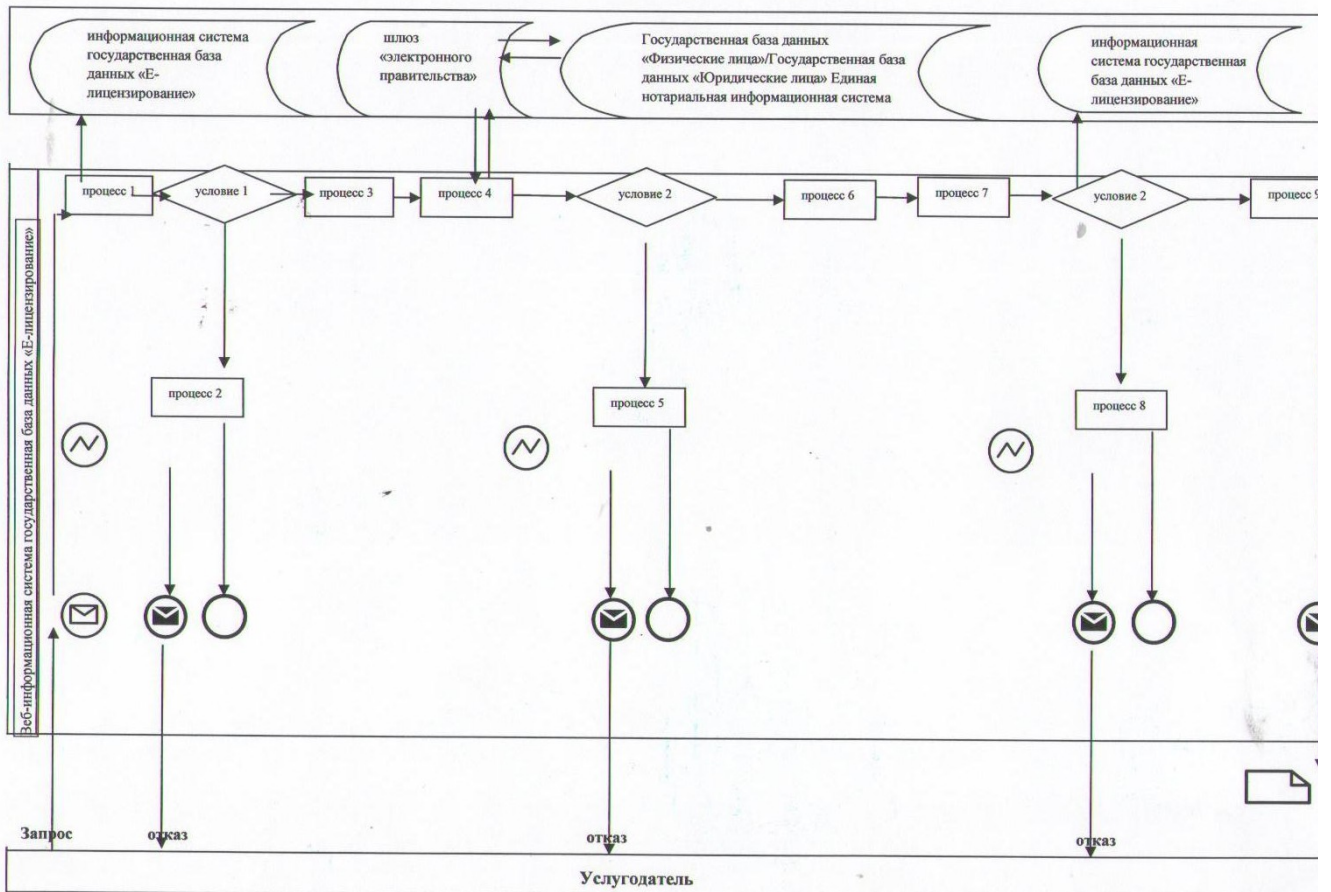 информационная система
государственная база
данных «Е-
лицензирование»
шлюз
«электронного
правительства»
Государственная база данных
«Физические лица»/Государственная база
данных «Юридические лица» Единая
нотариальная информационная система
информационная
система государственная
база данных «Е-
лицензирование»
Веб-информационная система государственная база данных «Е-лицензирование»
процесс 1
условие 1
процесс 3
процесс 4
условие 2
процесс 6
процесс 7
условие 2
процесс 9
процесс 2
процесс 5
процесс 8
Запрос
отказ
отказ
отказ
Услугодатель